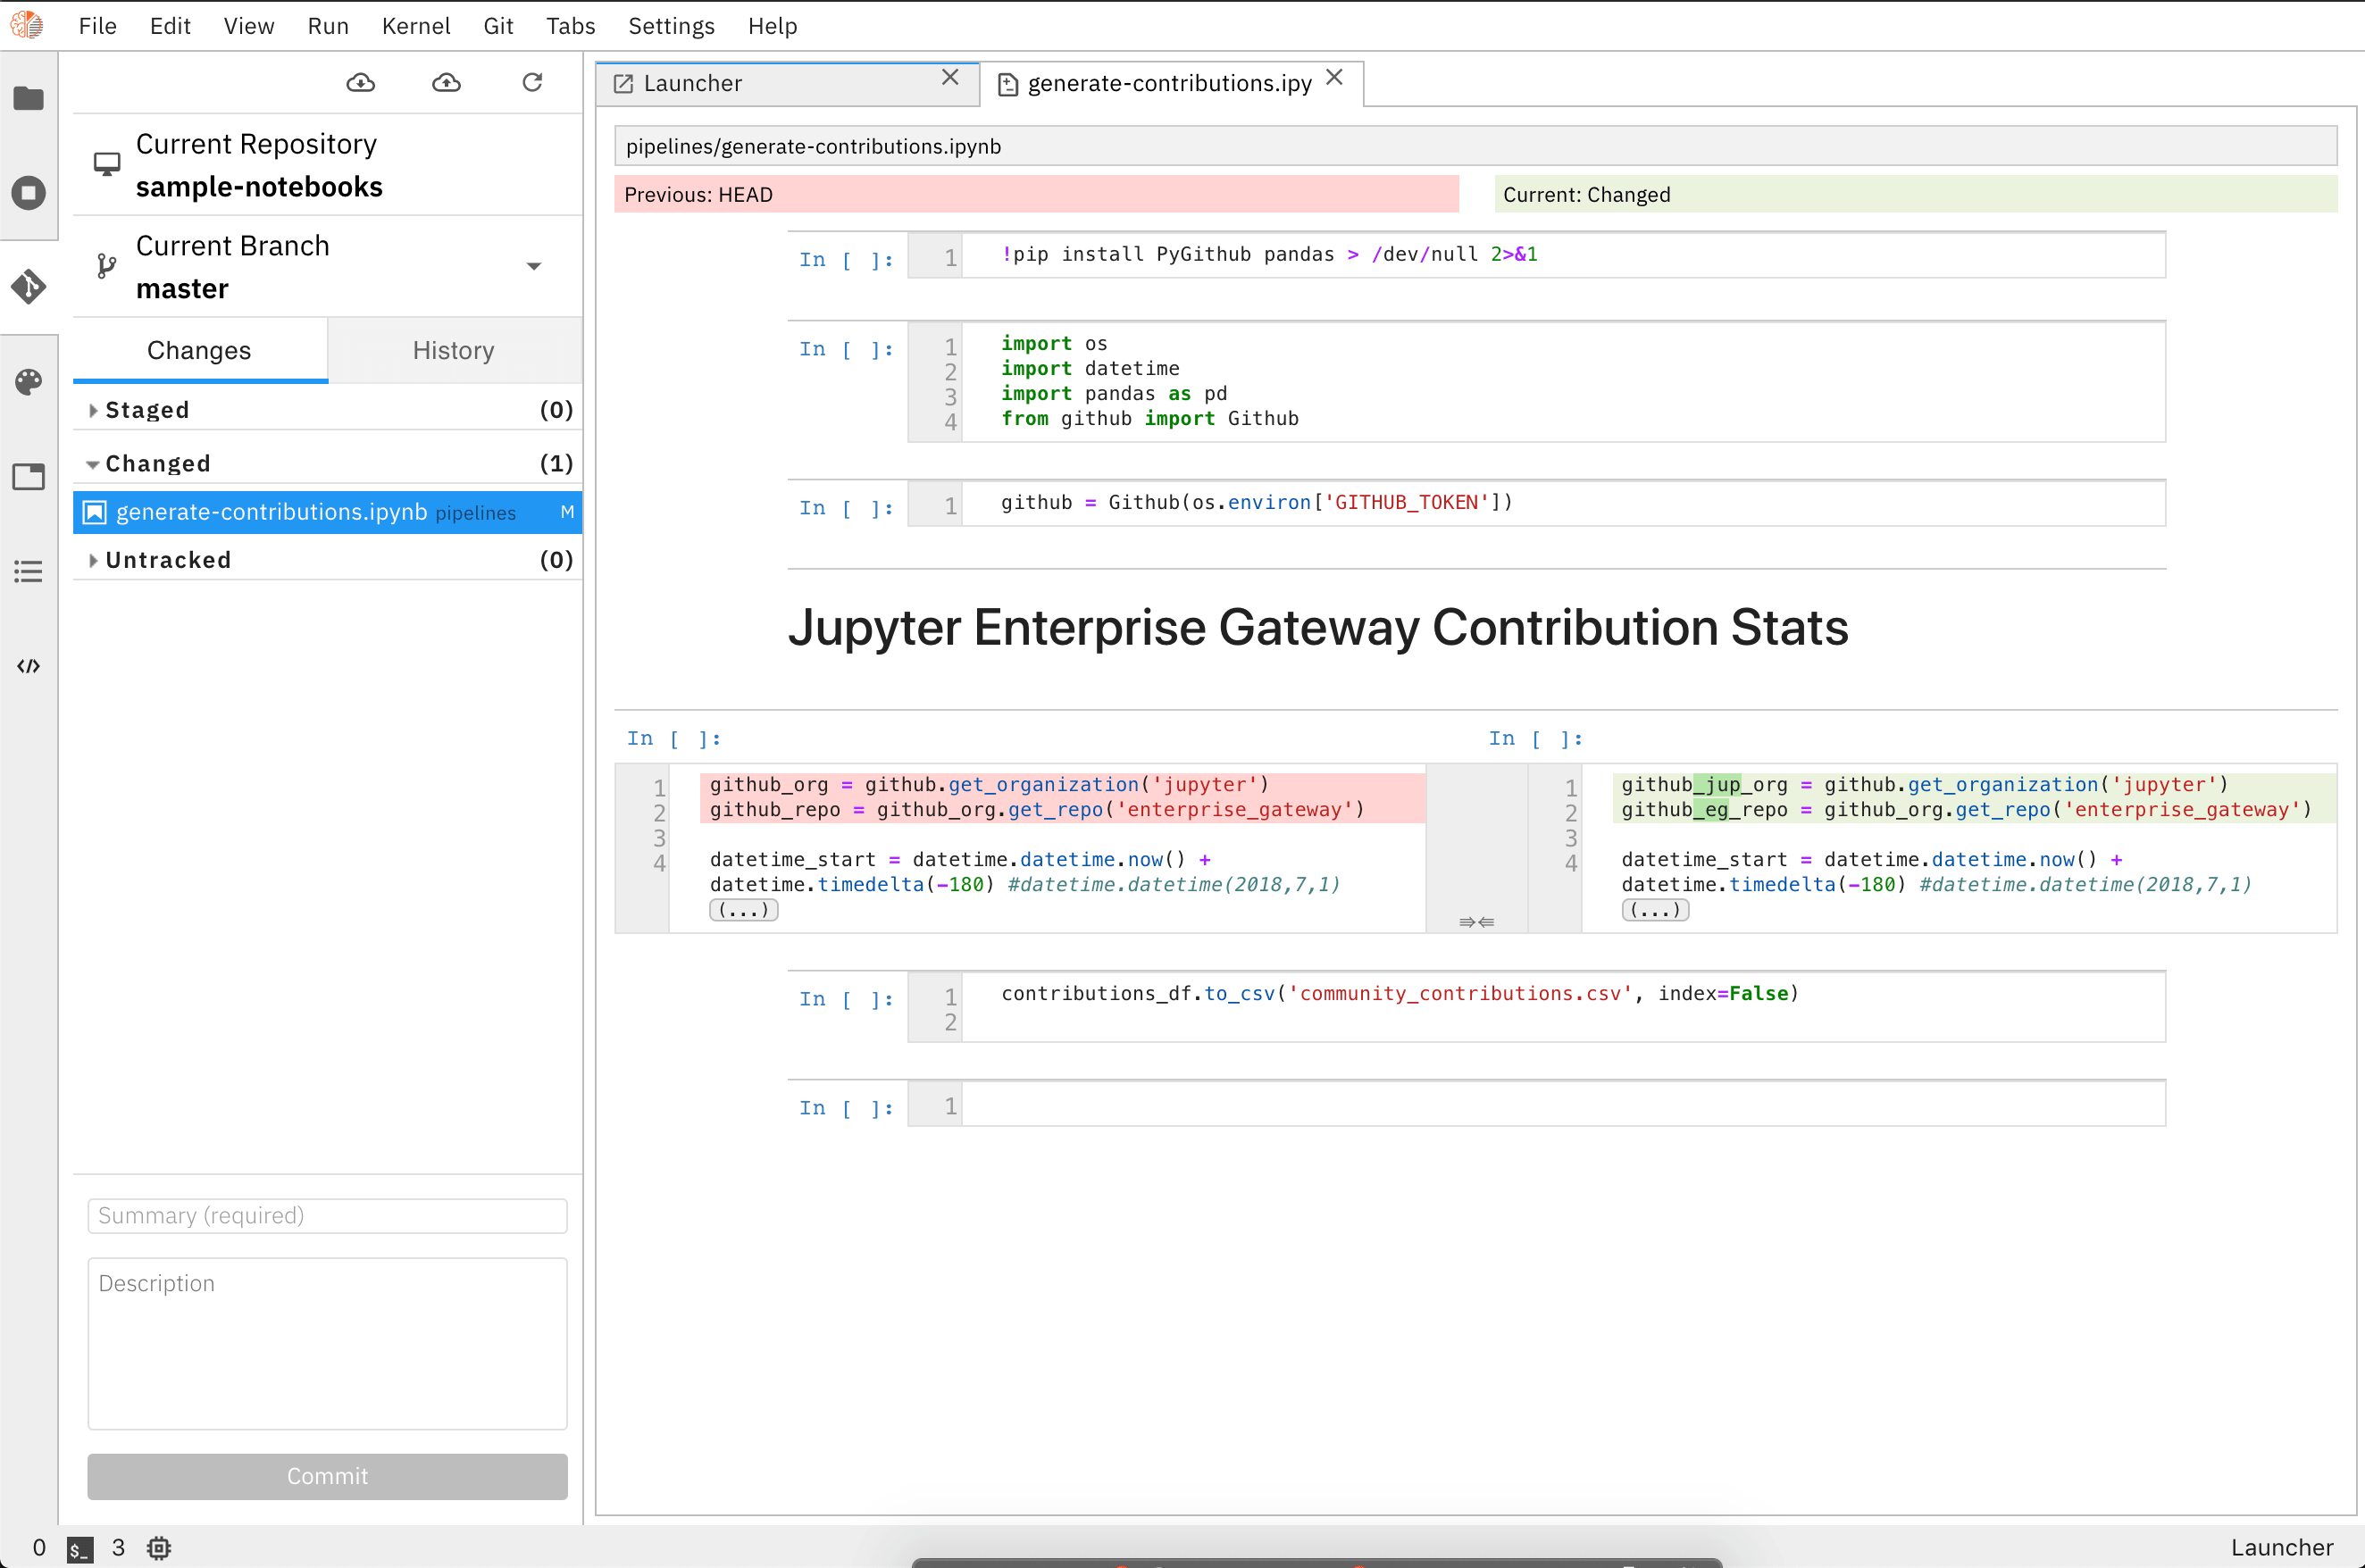 File Edit View Run Kernel Git Tabs Settings Help
Current Repository
sample-notebooks
Current Branch
master
Changes History
Staged (0)
Changed (1)
generate-contributions.ipynb pipelines M
Untracked (0)
Summary (required)
Description
Commit
Launcher generate-contributions.ipy
pipelines/generate-contributions.ipynb
Previous: HEAD Current: Changed
In [ ]: 1 !pip install PyGithub pandas > /dev/null 2>&1
In [ ]: 1 import os
2 import datetime
3 import pandas as pd
4 from github import Github
In [ ]: 1 github = Github(os.environ['GITHUB_TOKEN'])
Jupyter Enterprise Gateway Contribution Stats
In [ ]:
1 github_org = github.get_organization('jupyter')
2 github_repo = github_org.get_repo('enterprise_gateway')
3
4 datetime_start = datetime.datetime.now() +
datetime.timedelta(-180) #datetime.datetime(2018,7,1)
(...)
⇛⇚
In [ ]:
1 github_jup_org = github.get_organization('jupyter')
2 github_eg_repo = github_org.get_repo('enterprise_gateway')
3
4 datetime_start = datetime.datetime.now() +
datetime.timedelta(-180) #datetime.datetime(2018,7,1)
(...)
In [ ]: 1 contributions_df.to_csv('community_contributions.csv', index=False)
2
In [ ]: 1
0 $_ 3 Launcher